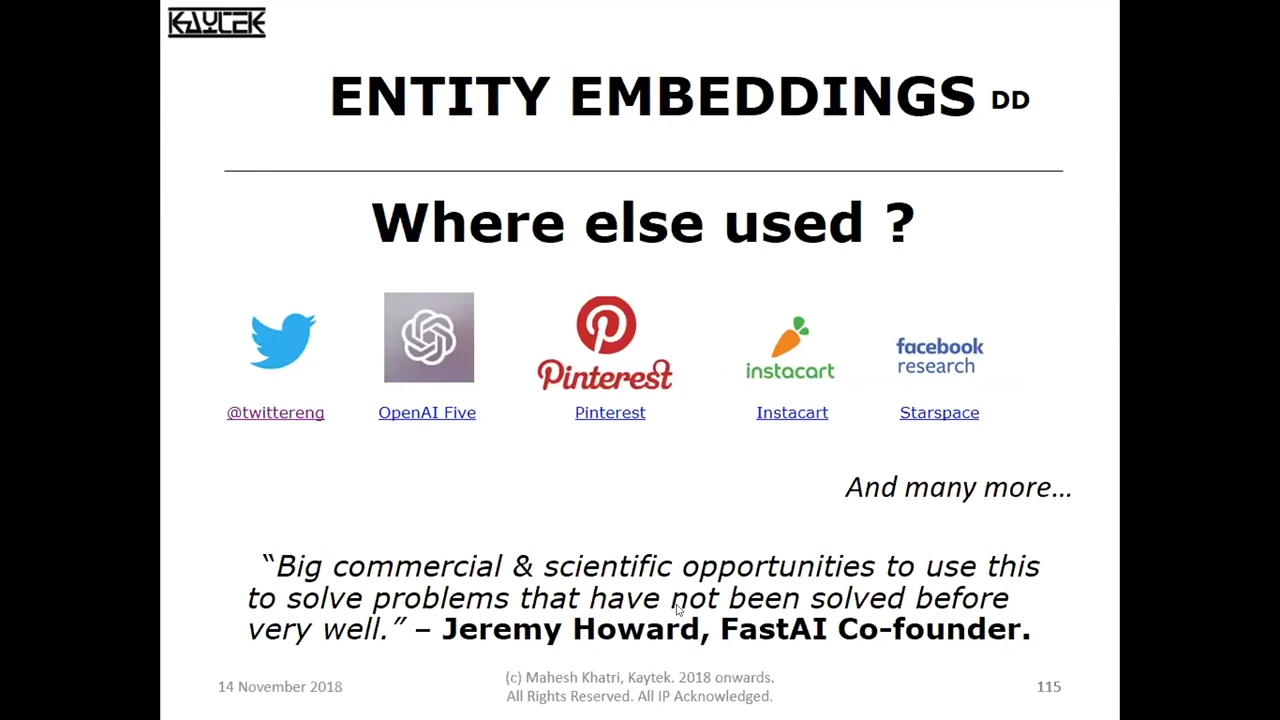 KAYTEK
ENTITY EMBEDDINGS DD
Where else used ?
Pinterest
instacart
facebook
research
@twittereng OpenAI Five Pinterest Instacart Starspace
And many more...
“Big commercial & scientific opportunities to use this
to solve problems that have not been solved before
very well.” – Jeremy Howard, FastAI Co-founder.
14 November 2018
(c) Mahesh Khatri, Kaytek. 2018 onwards.
All Rights Reserved. All IP Acknowledged.
115